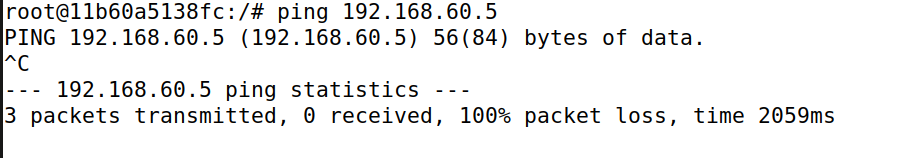 root@11b60a5138fc:/# ping 192.168.60.5
PING 192.168.60.5 (192.168.60.5) 56(84) bytes of data.
^C
--- 192.168.60.5 ping statistics ---
3 packets transmitted, 0 received, 100% packet loss, time 2059ms